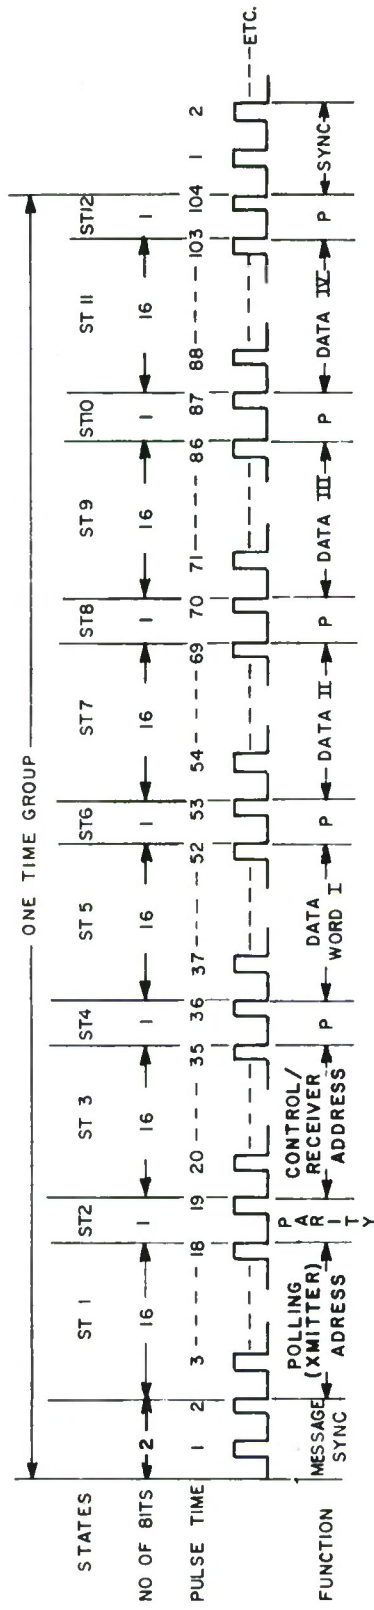 ONE TIME GROUP
STATES ST 1 ST2 ST 3 ST4 ST 5 ST6 ST7 ST8 ST9 ST10 ST 11 ST12
NO OF BITS 2 16 1 16 1 16 1 16 1 16 1 16 1
PULSE TIME 1 2 3 ---- 18 19 20 ---- 35 36 37 ---- 52 53 54 ---- 69 70 71 ---- 86 87 88 ---- 103 104 1 2
---ETC.
FUNCTION MESSAGE SYNC
POLLING (XMITTER) ADRESS
PARITY
CONTROL/ RECEIVER ADDRESS
P
DATA WORD I
P
DATA II
P
DATA III
P
DATA IV
P
SYNC